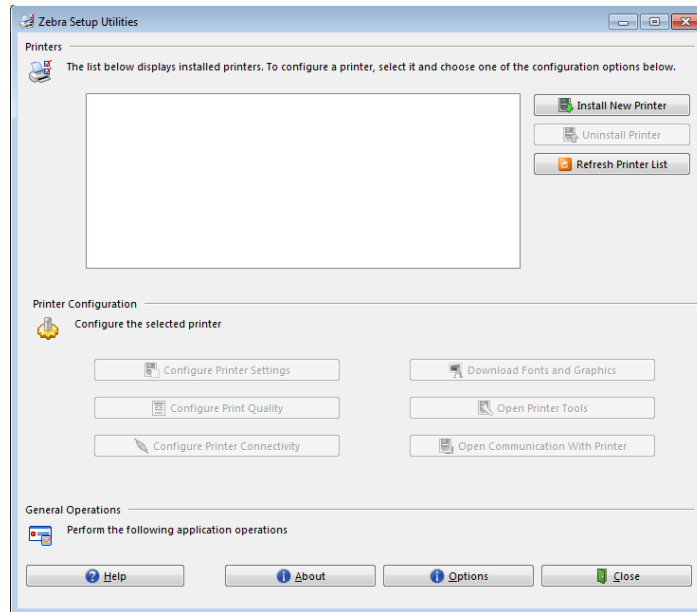 Zebra Setup Utilities
Printers
The list below displays installed printers. To configure a printer, select it and choose one of the configuration options below.
Install New Printer
Uninstall Printer
Refresh Printer List
Printer Configuration
Configure the selected printer
Configure Printer Settings
Download Fonts and Graphics
Configure Print Quality
Open Printer Tools
Configure Printer Connectivity
Open Communication With Printer
General Operations
Perform the following application operations
Help
About
Options
Close